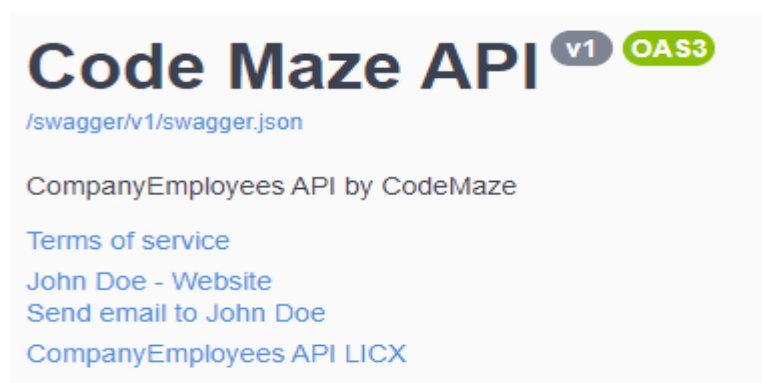 Code Maze API v1 OAS3
/swagger/v1/swagger.json
CompanyEmployees API by CodeMaze
Terms of service
John Doe - Website
Send email to John Doe
CompanyEmployees API LICX